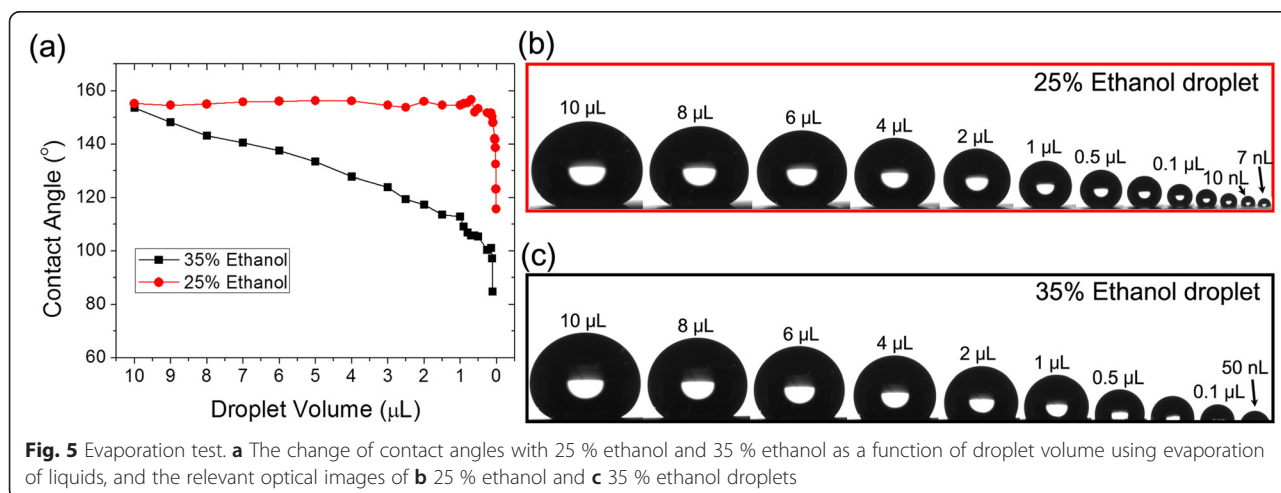 (a)
Contact Angle (°)
160
140
120
100
80
60
35% Ethanol
25% Ethanol
10 9 8 7 6 5 4 3 2 1 0
Droplet Volume (μL)
(b)
25% Ethanol droplet
10 μL 8 μL 6 μL 4 μL 2 μL 1 μL 0.5 μL 0.1 μL 10 nL 7 nL
(c)
35% Ethanol droplet
10 μL 8 μL 6 μL 4 μL 2 μL 1 μL 0.5 μL 0.1 μL 50 nL
Fig. 5 Evaporation test. a The change of contact angles with 25 % ethanol and 35 % ethanol as a function of droplet volume using evaporation
of liquids, and the relevant optical images of b 25 % ethanol and c 35 % ethanol droplets